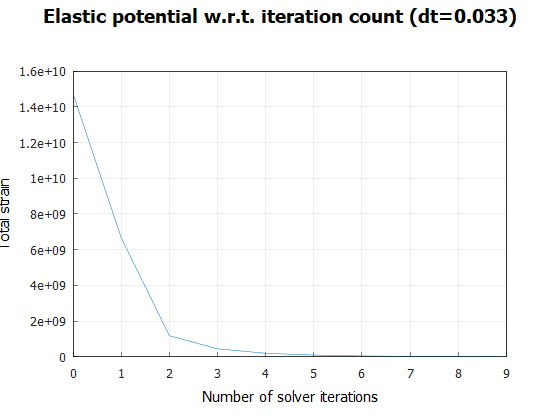 Elastic potential w.r.t. iteration count (dt=0.033)
1.6e+10
1.4e+10
1.2e+10
1e+10
8e+09
6e+09
4e+09
2e+09
0
Total strain
0 1 2 3 4 5 6 7 8 9
Number of solver iterations